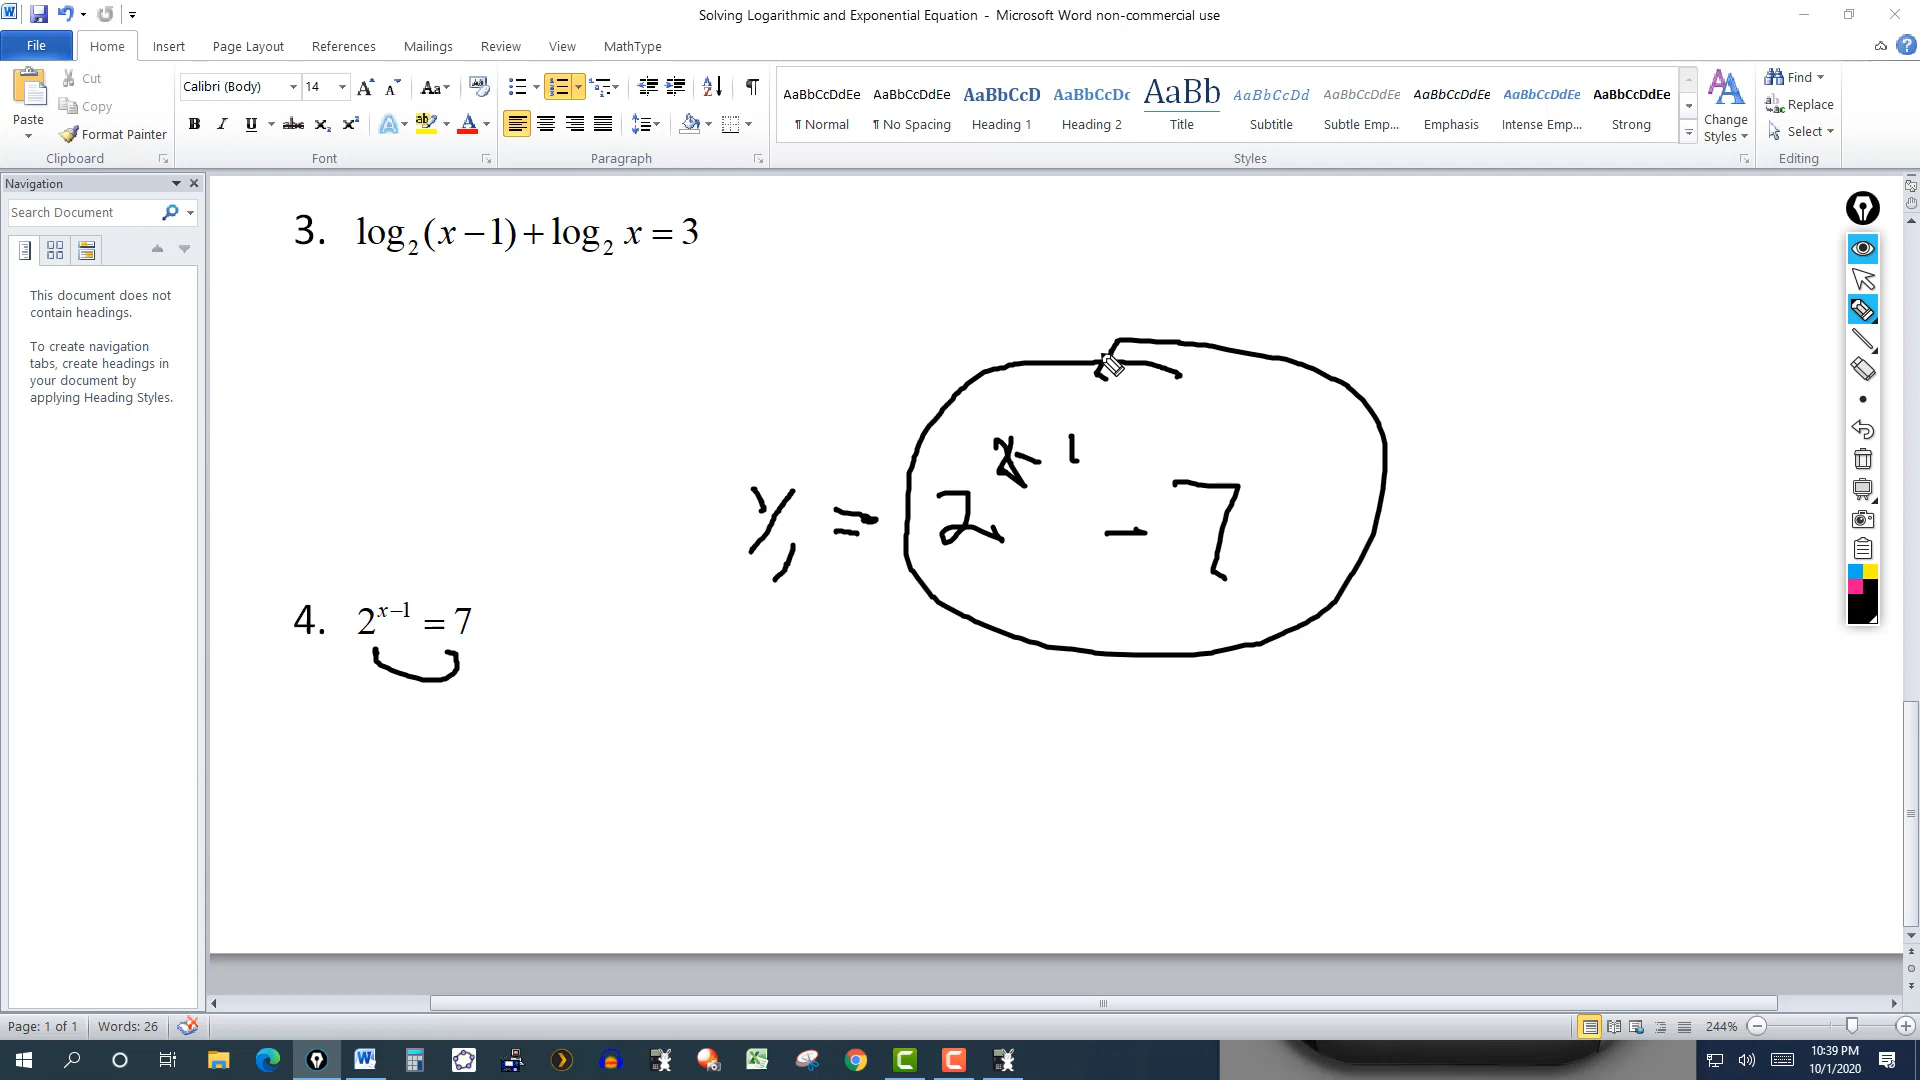 Solving Logarithmic and Exponential Equation - Microsoft Word non-commercial use
File Home Insert Page Layout References Mailings Review View MathType
Paste
Cut
Copy
Format Painter
Clipboard
Calibri (Body) 14
B I U abc x₂ x²
Font
Paragraph
AaBbCcDdEe AaBbCcDdEe AaBbCcD AaBbCcDc AaBb AaBbCcDd AaBbCcDdEe AaBbCcDdEe AaBbCcDdEe AaBbCcDdEe
¶ Normal ¶ No Spacing Heading 1 Heading 2 Title Subtitle Subtle Emp... Emphasis Intense Emp... Strong
Styles
Change Styles
Find
Replace
Select
Editing
Navigation
Search Document
This document does not
contain headings.
To create navigation
tabs, create headings in
your document by
applying Heading Styles.
3. log₂(x−1)+log₂ x=3
y₁ = 2^(x-1) - 7
4. 2^(x−1) = 7
Page: 1 of 1 Words: 26
244%
10:39 PM
10/1/2020